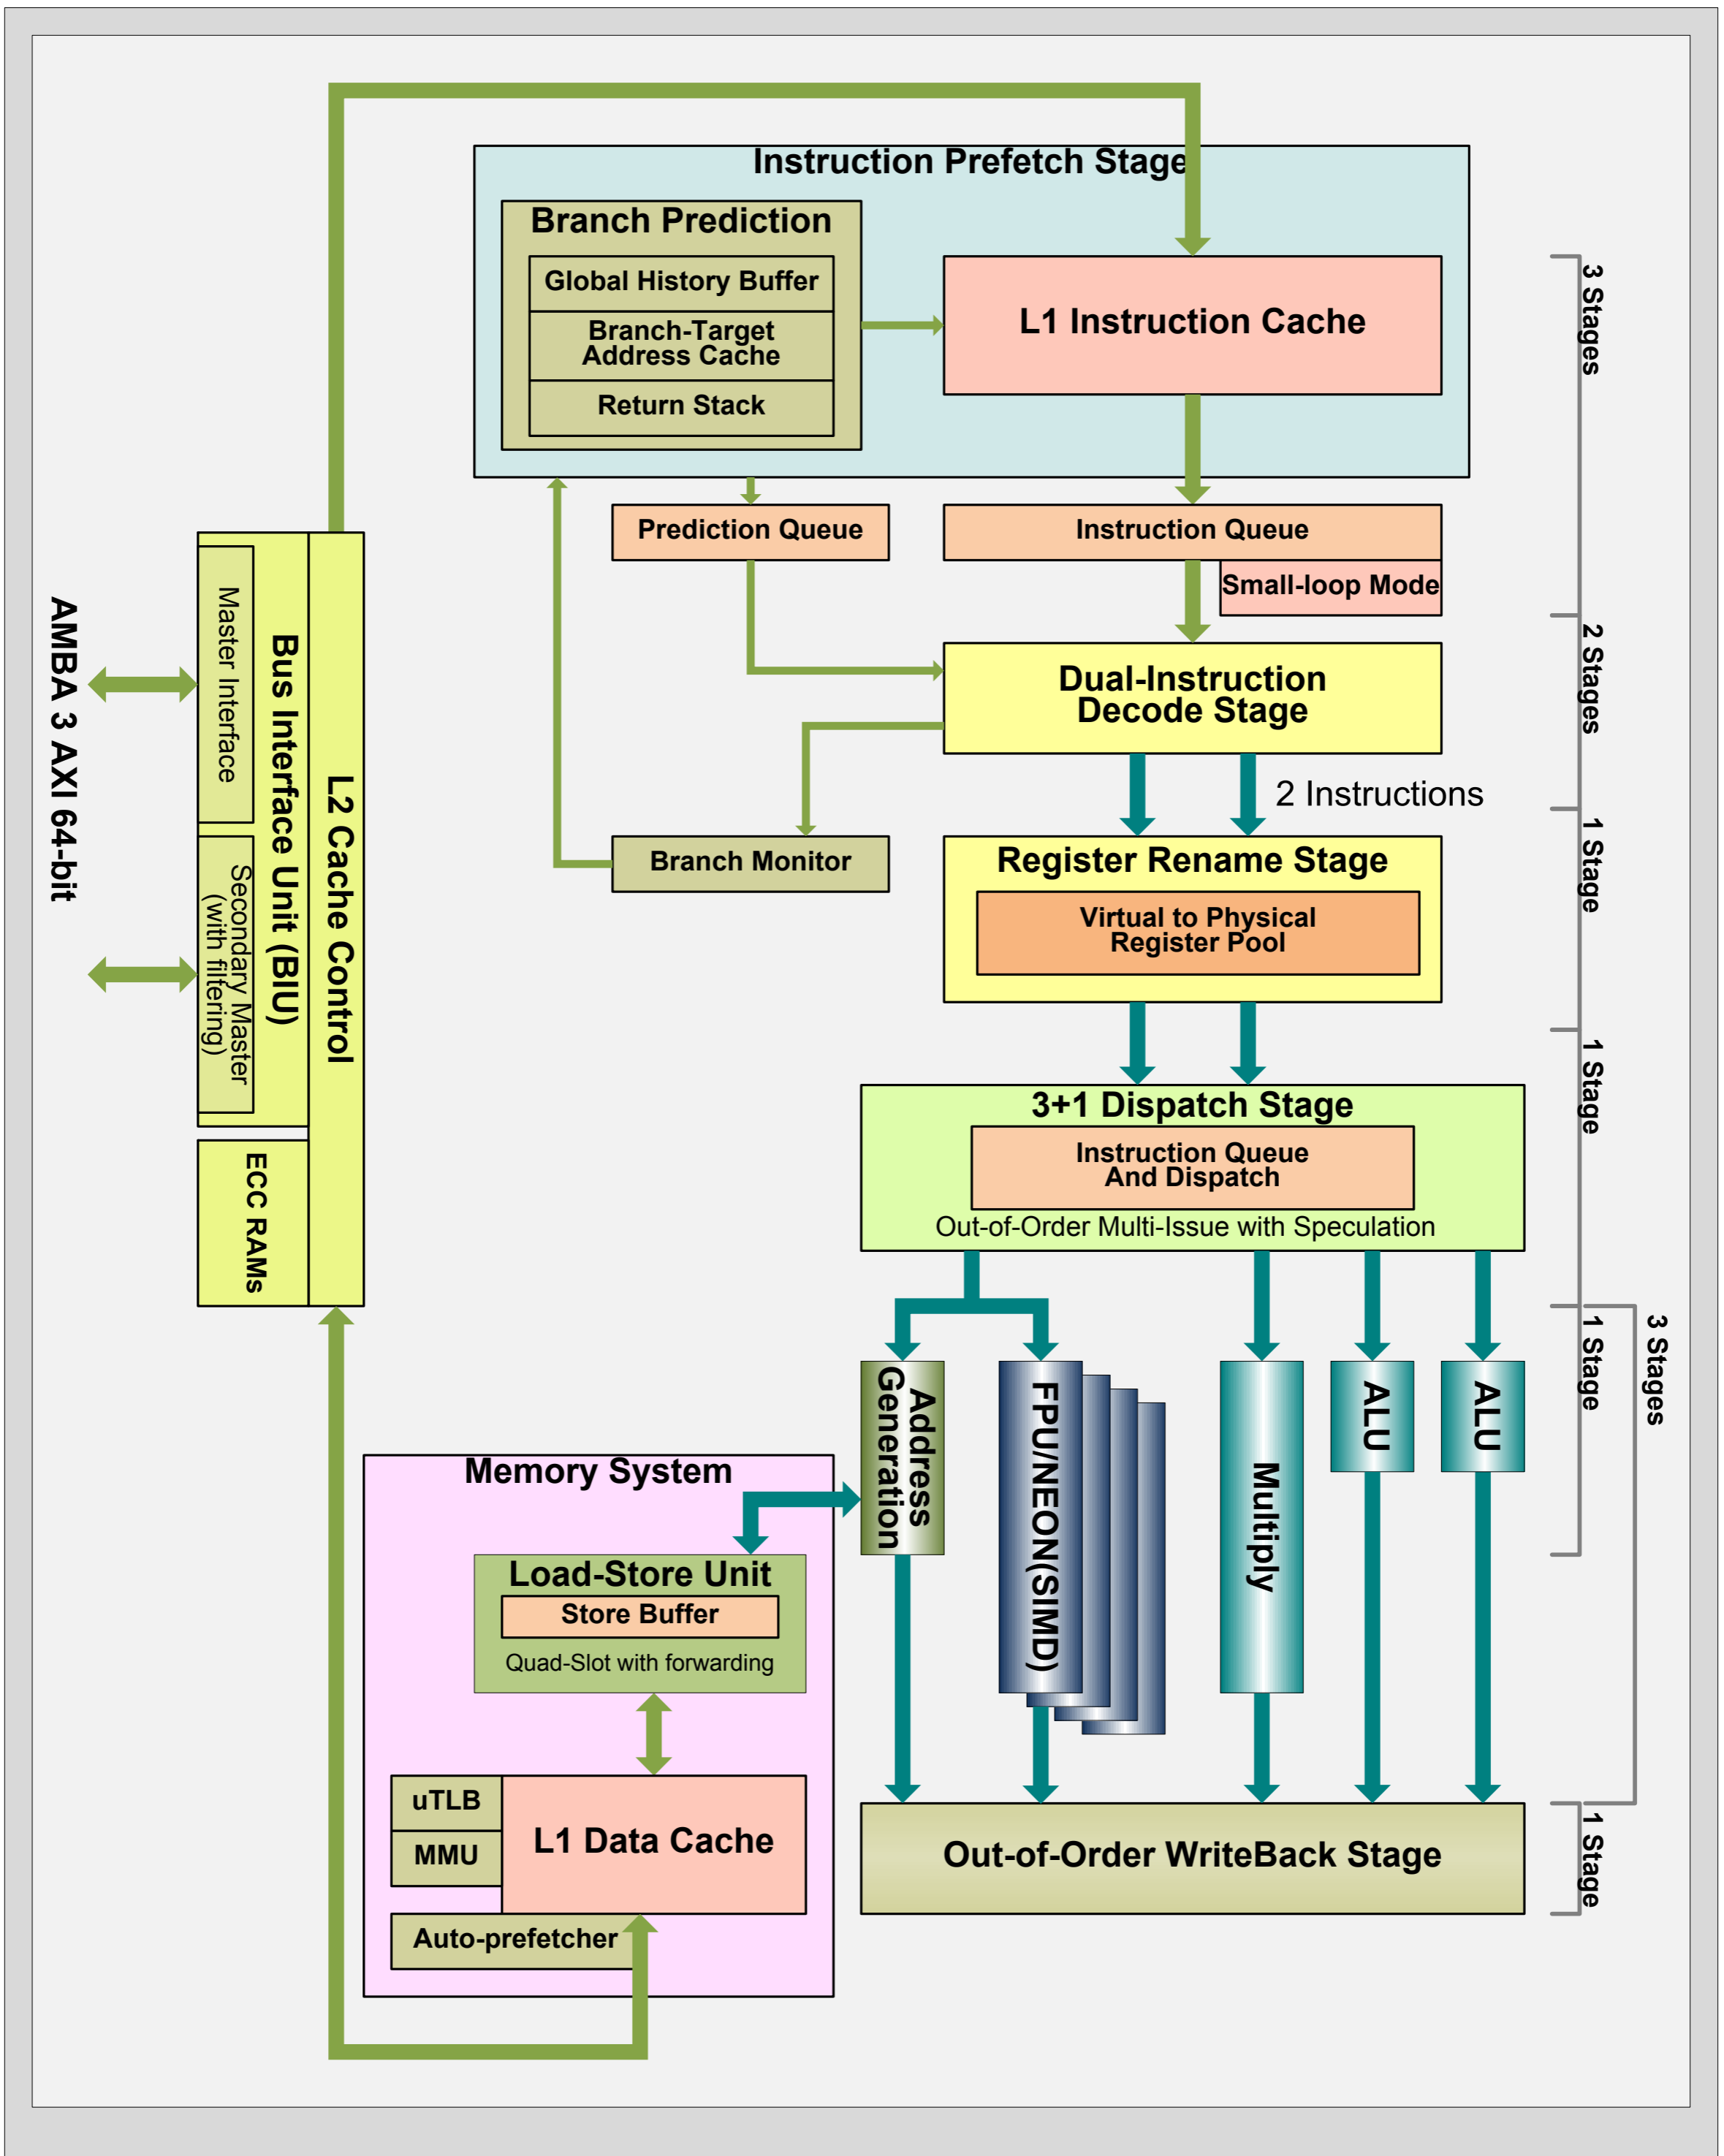 Instruction Prefetch Stage
Branch Prediction
Global History Buffer
Branch-Target
Address Cache
Return Stack
L1 Instruction Cache
3 Stages
Prediction Queue
Instruction Queue
Small-loop Mode
2 Stages
Dual-Instruction
Decode Stage
2 Instructions
Branch Monitor
Register Rename Stage
Virtual to Physical
Register Pool
1 Stage
AMBA 3 AXI 64-bit
Master Interface
Secondary Master
(with filtering)
Bus Interface Unit (BIU)
L2 Cache Control
ECC RAMs
3+1 Dispatch Stage
Instruction Queue
And Dispatch
Out-of-Order Multi-Issue with Speculation
1 Stage
Address
Generation
FPU/NEON(SIMD)
Multiply
ALU
ALU
1 Stage
3 Stages
Memory System
Load-Store Unit
Store Buffer
Quad-Slot with forwarding
uTLB
MMU
L1 Data Cache
Auto-prefetcher
Out-of-Order WriteBack Stage
1 Stage